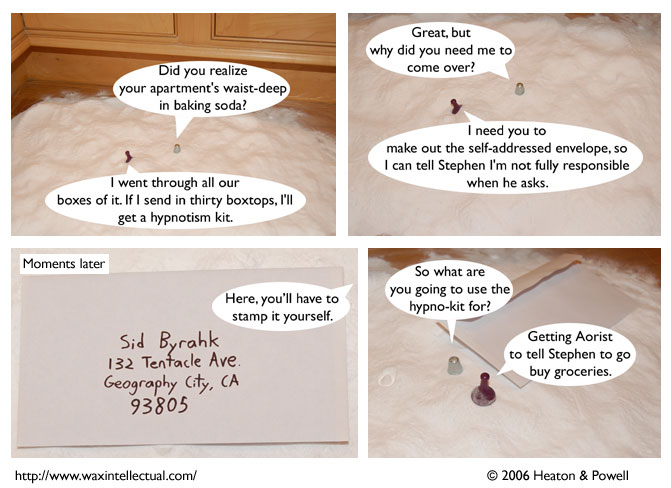 Did you realize
your apartment's waist-deep
in baking soda?
I went through all our
boxes of it. If I send in thirty boxtops, I'll
get a hypnotism kit.
Great, but
why did you need me to
come over?
I need you to
make out the self-addressed envelope, so
I can tell Stephen I'm not fully responsible
when he asks.
Moments later
Here, you'll have to
stamp it yourself.
Sid Byrahk
132 Tentacle Ave.
Geography City, CA
93805
So what are
you going to use the
hypno-kit for?
Getting Aorist
to tell Stephen to go
buy groceries.
http://www.waxintellectual.com/
© 2006 Heaton & Powell